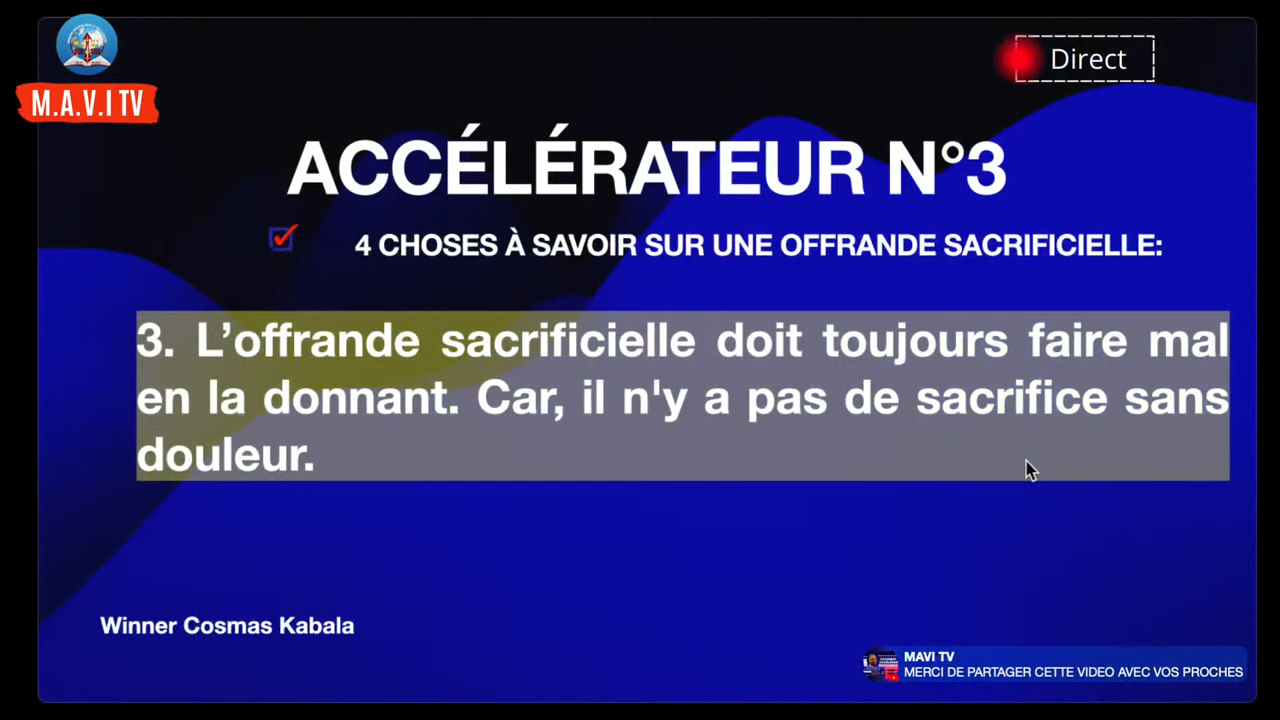 M.A.V.I TV
Direct
ACCÉLÉRATEUR N°3
4 CHOSES À SAVOIR SUR UNE OFFRANDE SACRIFICIELLE:
3. L’offrande sacrificielle doit toujours faire mal
en la donnant. Car, il n'y a pas de sacrifice sans
douleur.
Winner Cosmas Kabala
MAVI TV
MERCI DE PARTAGER CETTE VIDEO AVEC VOS PROCHES